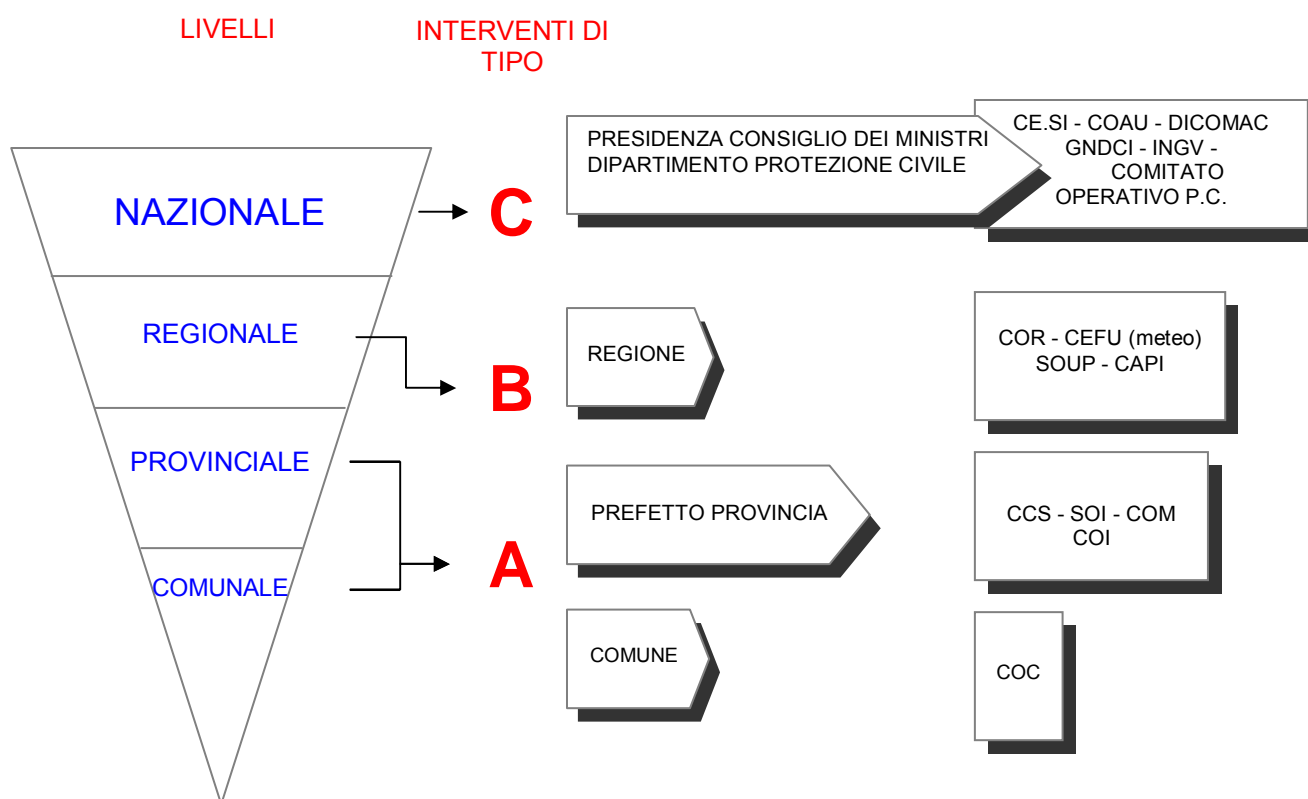 LIVELLI
INTERVENTI DI
TIPO
NAZIONALE
C
PRESIDENZA CONSIGLIO DEI MINISTRI
DIPARTIMENTO PROTEZIONE CIVILE
CE.SI - COAU - DICOMAC
GNDCI - INGV -
COMITATO
OPERATIVO P.C.
REGIONALE
B
REGIONE
COR - CEFU (meteo)
SOUP - CAPI
PROVINCIALE
A
PREFETTO PROVINCIA
CCS - SOI - COM
COI
COMUNALE
COMUNE
COC